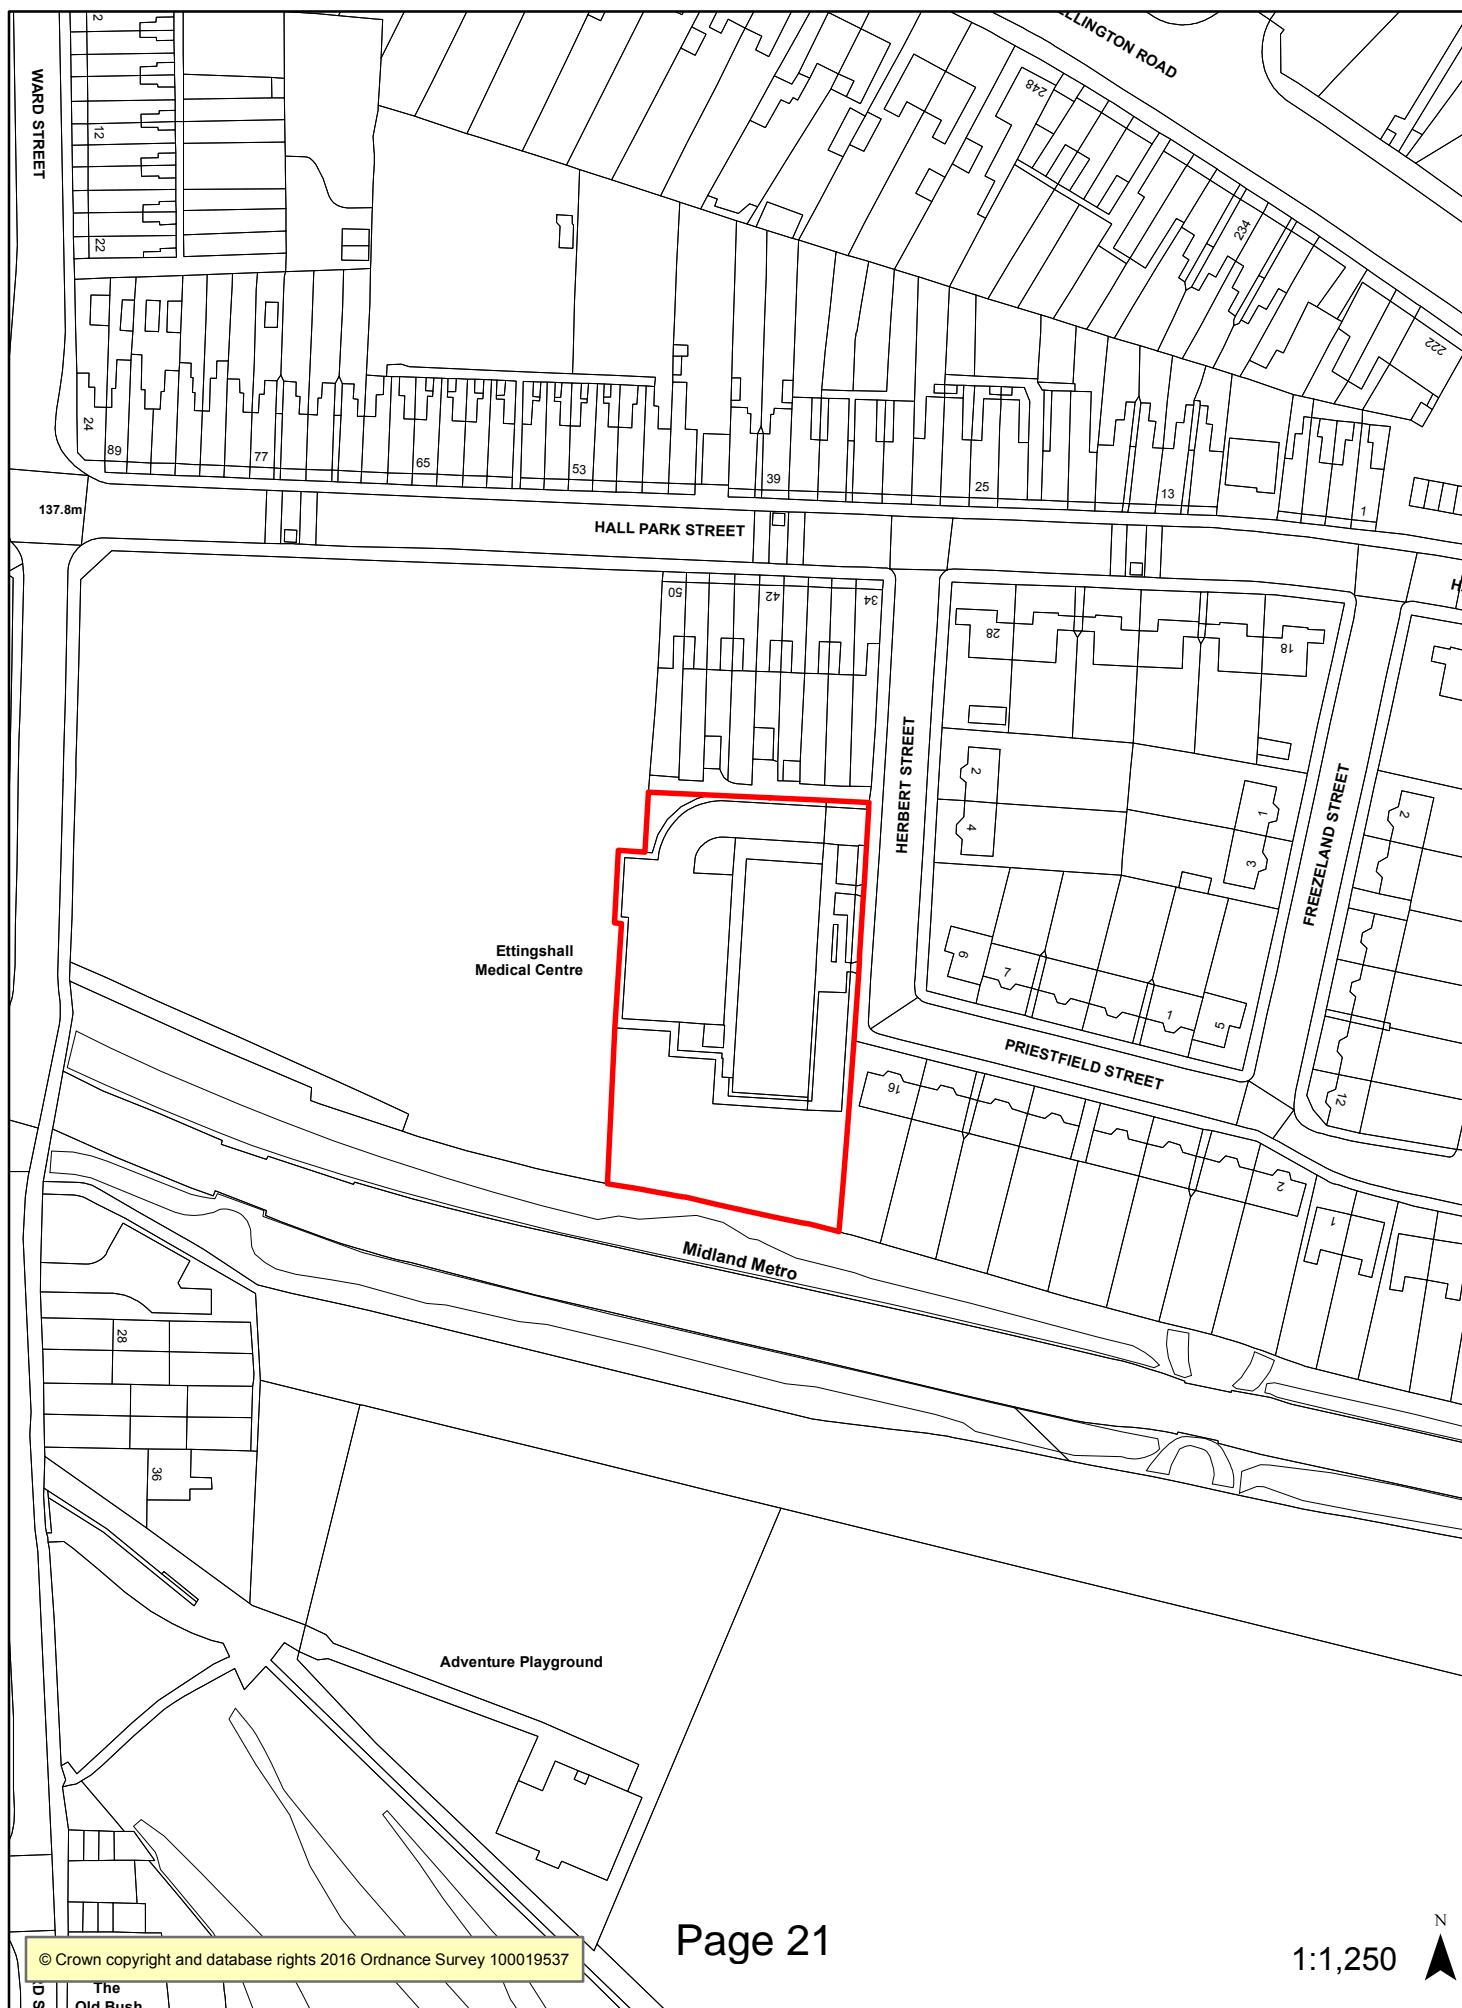 ELLINGTON ROAD
WARD STREET
2
12
22
248
234
222
24
89
77
65
53
39
25
13
1
137.8m
HALL PARK STREET
50
42
34
28
18
HERBERT STREET
FREEZELAND STREET
2
4
1
3
2
Ettingshall
Medical Centre
9
7
1
5
PRIESTFIELD STREET
16
12
2
1
Midland Metro
28
36
Adventure Playground
Page 21
N
1:1,250
© Crown copyright and database rights 2016 Ordnance Survey 100019537
The
Old Bush